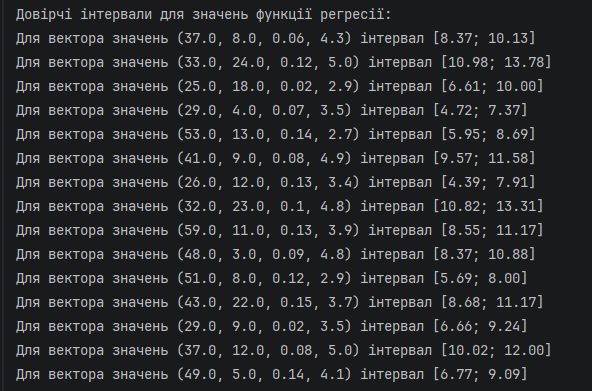 Довірчі інтервали для значень функції регресії:
Для вектора значень (37.0, 8.0, 0.06, 4.3) інтервал [8.37; 10.13]
Для вектора значень (33.0, 24.0, 0.12, 5.0) інтервал [10.98; 13.78]
Для вектора значень (25.0, 18.0, 0.02, 2.9) інтервал [6.61; 10.00]
Для вектора значень (29.0, 4.0, 0.07, 3.5) інтервал [4.72; 7.37]
Для вектора значень (53.0, 13.0, 0.14, 2.7) інтервал [5.95; 8.69]
Для вектора значень (41.0, 9.0, 0.08, 4.9) інтервал [9.57; 11.58]
Для вектора значень (26.0, 12.0, 0.13, 3.4) інтервал [4.39; 7.91]
Для вектора значень (32.0, 23.0, 0.1, 4.8) інтервал [10.82; 13.31]
Для вектора значень (59.0, 11.0, 0.13, 3.9) інтервал [8.55; 11.17]
Для вектора значень (48.0, 3.0, 0.09, 4.8) інтервал [8.37; 10.88]
Для вектора значень (51.0, 8.0, 0.12, 2.9) інтервал [5.69; 8.00]
Для вектора значень (43.0, 22.0, 0.15, 3.7) інтервал [8.68; 11.17]
Для вектора значень (29.0, 9.0, 0.02, 3.5) інтервал [6.66; 9.24]
Для вектора значень (37.0, 12.0, 0.08, 5.0) інтервал [10.02; 12.00]
Для вектора значень (49.0, 5.0, 0.14, 4.1) інтервал [6.77; 9.09]